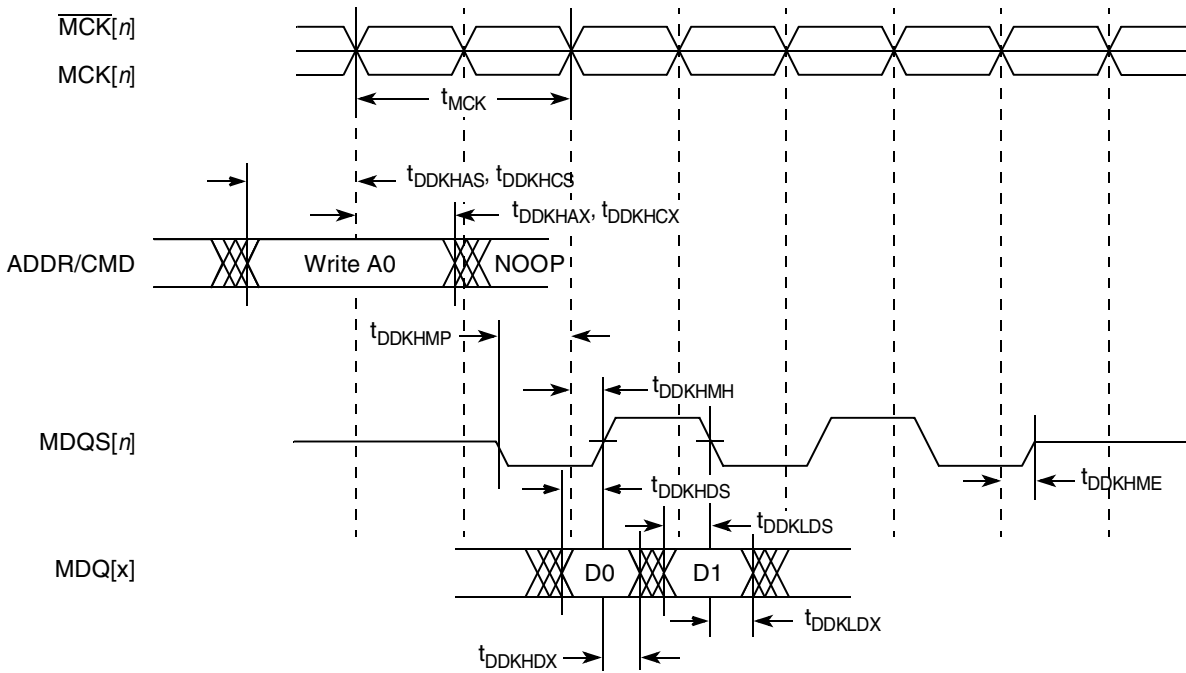 M̅C̅K̅[n]
MCK[n]
tMCK
tDDKHAS, tDDKHCS
tDDKHAX, tDDKHCX
ADDR/CMD
Write A0
NOOP
tDDKHMP
tDDKHMH
MDQS[n]
tDDKHDS
tDDKHME
tDDKLDS
MDQ[x]
D0
D1
tDDKLDX
tDDKHDX